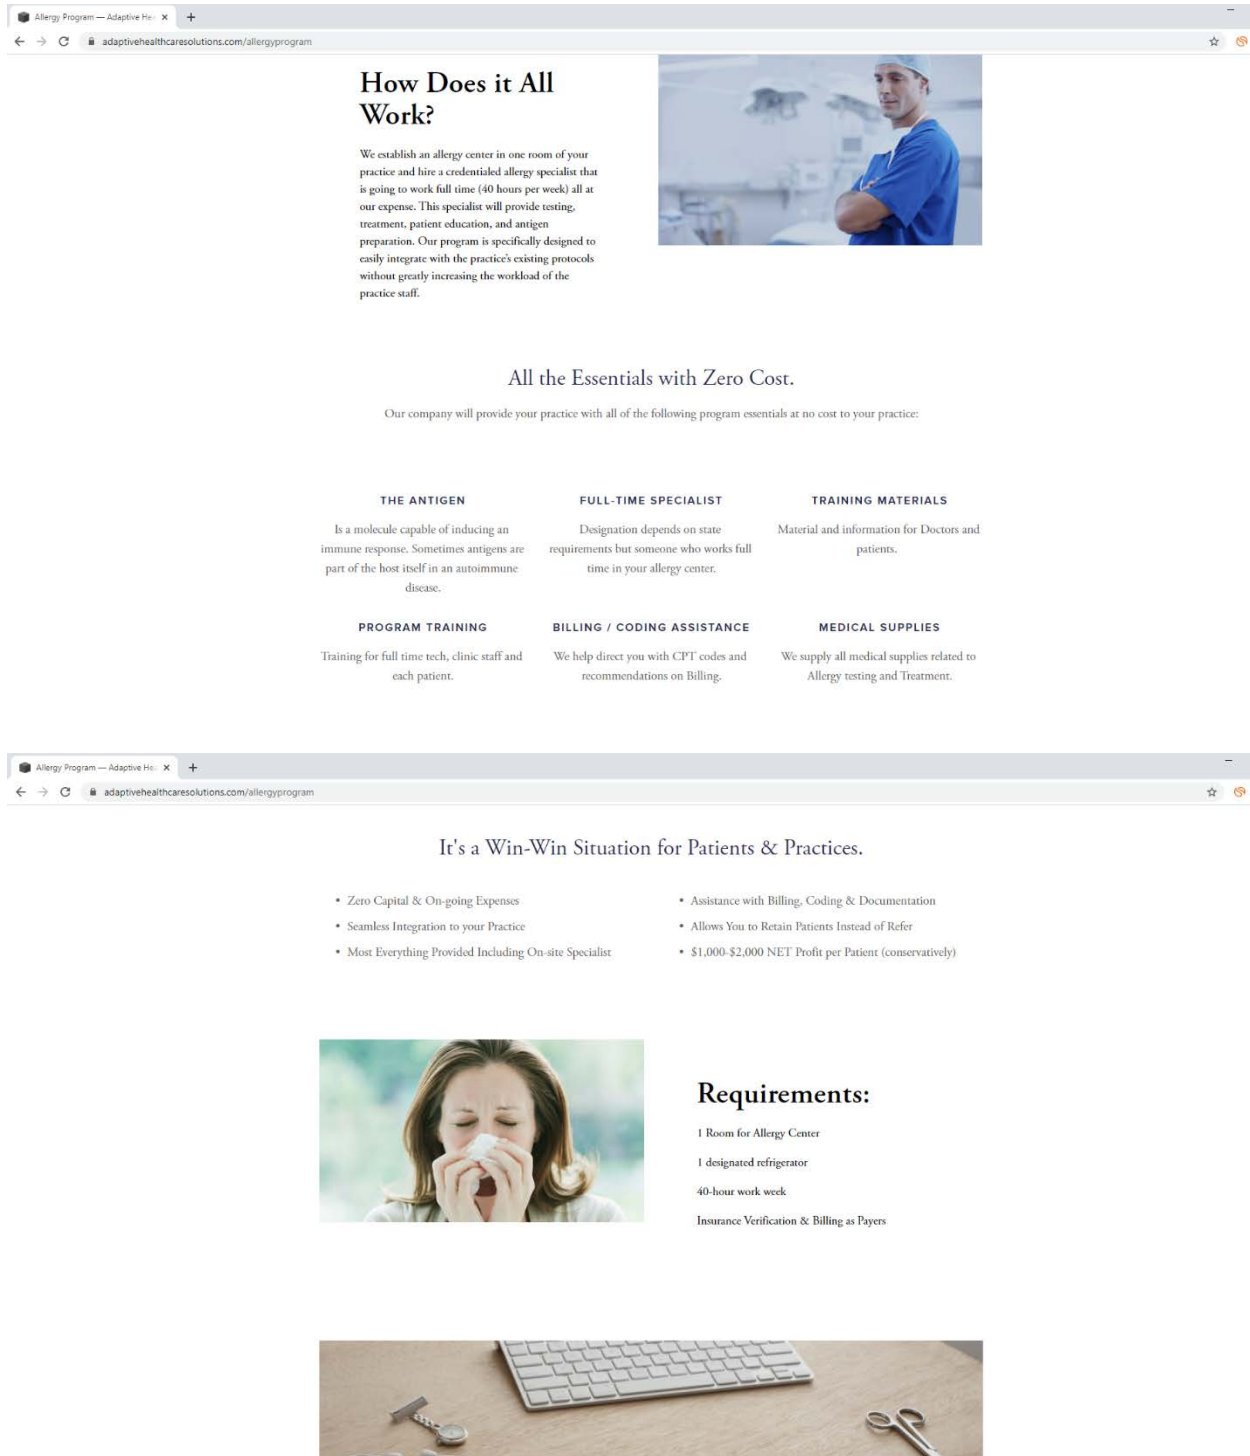 Allergy Program — Adaptive He
adaptivehealthcaresolutions.com/allergyprogram
How Does it All
Work?
We establish an allergy center in one room of your
practice and hire a credentialed allergy specialist that
is going to work full time (40 hours per week) all at
our expense. This specialist will provide testing,
treatment, patient education, and antigen
preparation. Our program is specifically designed to
easily integrate with the practice's existing protocols
without greatly increasing the workload of the
practice staff.
All the Essentials with Zero Cost.
Our company will provide your practice with all of the following program essentials at no cost to your practice:
THE ANTIGEN
Is a molecule capable of inducing an
immune response. Sometimes antigens are
part of the host itself in an autoimmune
disease.
FULL-TIME SPECIALIST
Designation depends on state
requirements but someone who works full
time in your allergy center.
TRAINING MATERIALS
Material and information for Doctors and
patients.
PROGRAM TRAINING
Training for full time tech, clinic staff and
each patient.
BILLING / CODING ASSISTANCE
We help direct you with CPT codes and
recommendations on Billing.
MEDICAL SUPPLIES
We supply all medical supplies related to
Allergy testing and Treatment.
Allergy Program — Adaptive He
adaptivehealthcaresolutions.com/allergyprogram
It's a Win-Win Situation for Patients & Practices.
• Zero Capital & On-going Expenses
• Seamless Integration to your Practice
• Most Everything Provided Including On-site Specialist
• Assistance with Billing, Coding & Documentation
• Allows You to Retain Patients Instead of Refer
• $1,000-$2,000 NET Profit per Patient (conservatively)
Requirements:
1 Room for Allergy Center
1 designated refrigerator
40-hour work week
Insurance Verification & Billing as Payers